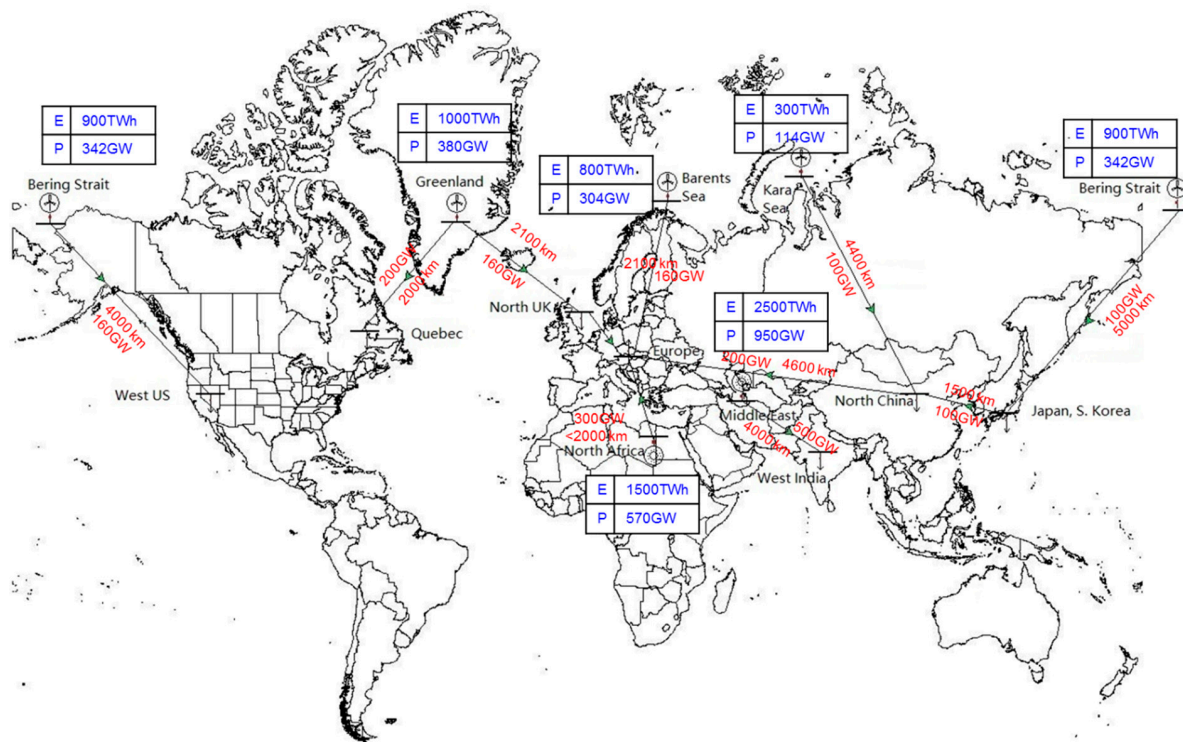 E 900TWh
P 342GW
Bering Strait
E 1000TWh
P 380GW
Greenland
E 800TWh
P 304GW
Barents
Sea
E 300TWh
P 114GW
Kara
Sea
E 900TWh
P 342GW
Bering Strait
4000 km
160GW
West US
200GW
2000 km
Quebec
2100 km
160GW
North UK
2100 km
160GW
Europe
4400 km
100GW
100GW
5000 km
E 2500TWh
P 950GW
200GW
4600 km
North China
1500 km
100GW
Japan, S. Korea
Middle East
4000 km
500GW
West India
300GW
<2000 km
North Africa
E 1500TWh
P 570GW